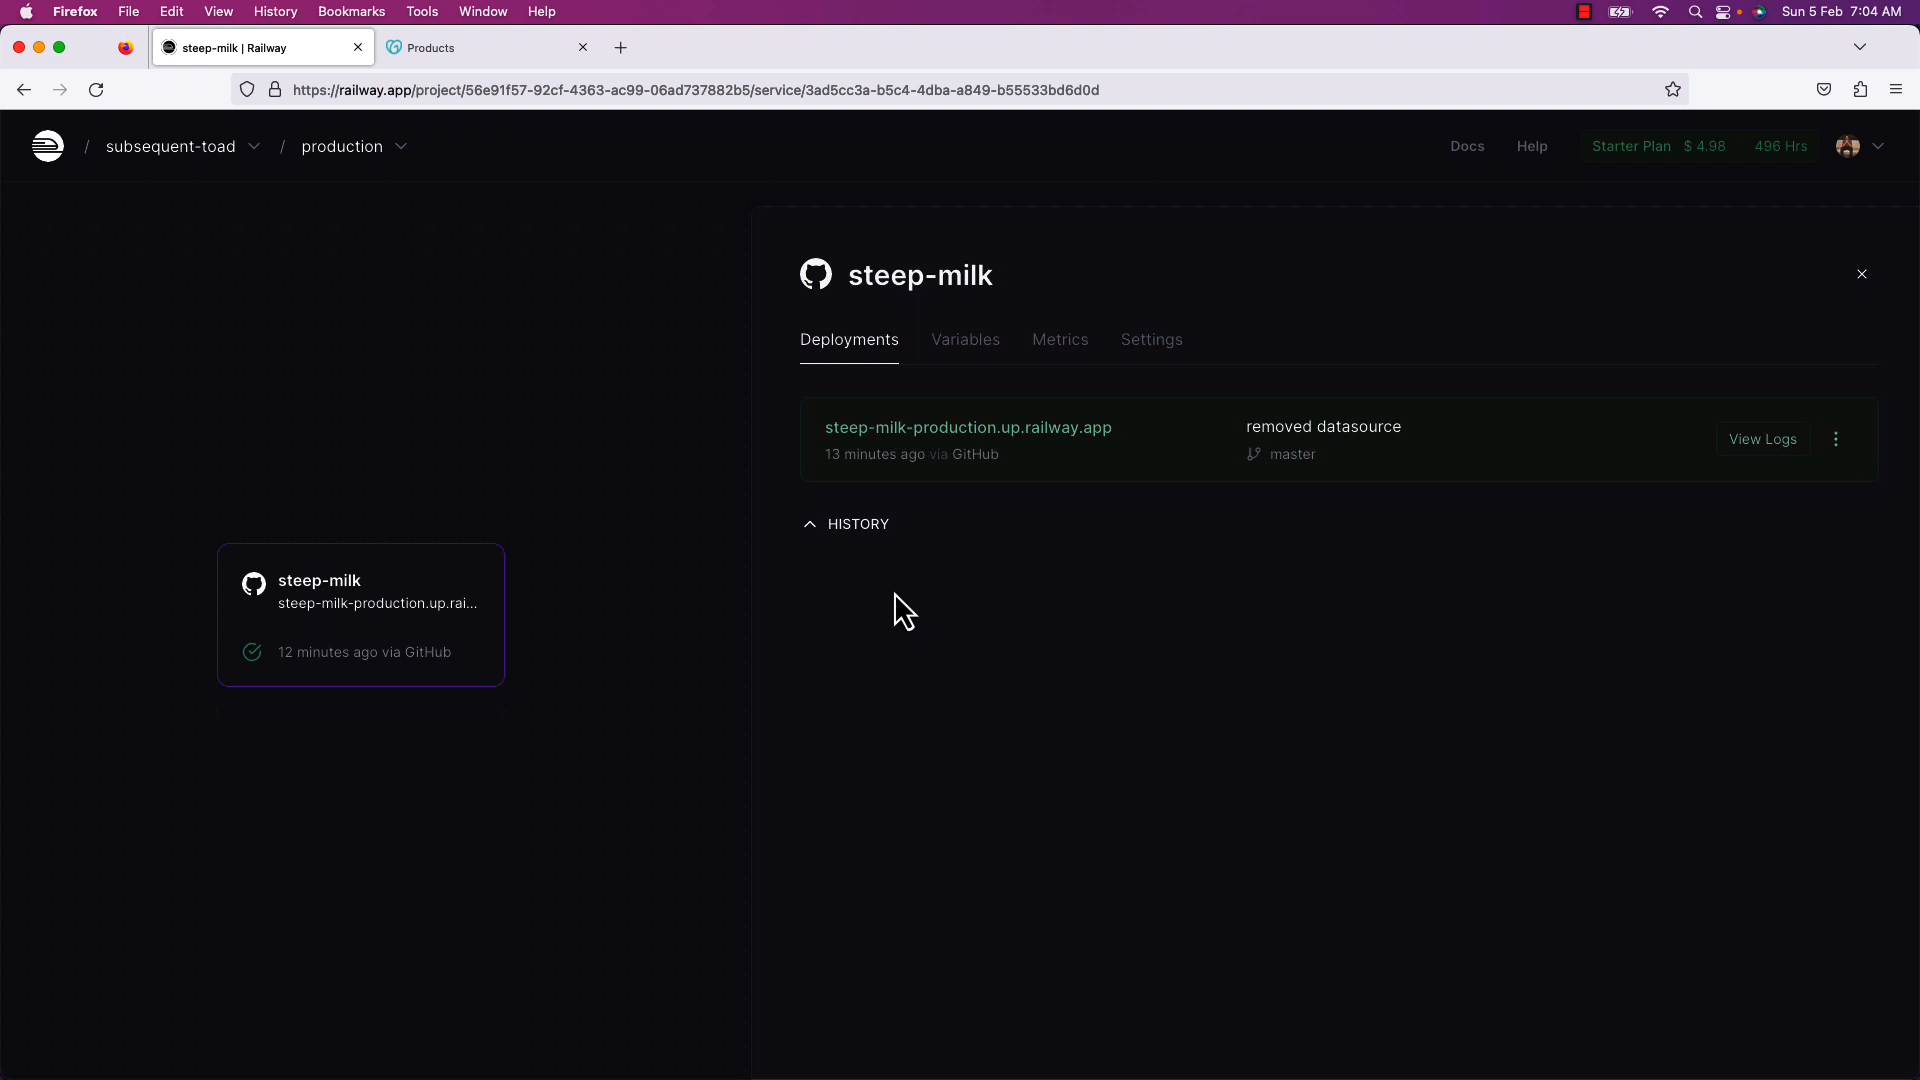 Firefox File Edit View History Bookmarks Tools Window Help Sun 5 Feb 7:04 AM
steep-milk | Railway Products
https://railway.app/project/56e91f57-92cf-4363-ac99-06ad737882b5/service/3ad5cc3a-b5c4-4dba-a849-b55533bd6d0d
/ subsequent-toad / production Docs Help Starter Plan $ 4.98 496 Hrs
steep-milk
Deployments Variables Metrics Settings
steep-milk-production.up.railway.app removed datasource View Logs
13 minutes ago via GitHub master
HISTORY
steep-milk
steep-milk-production.up.rai...
12 minutes ago via GitHub